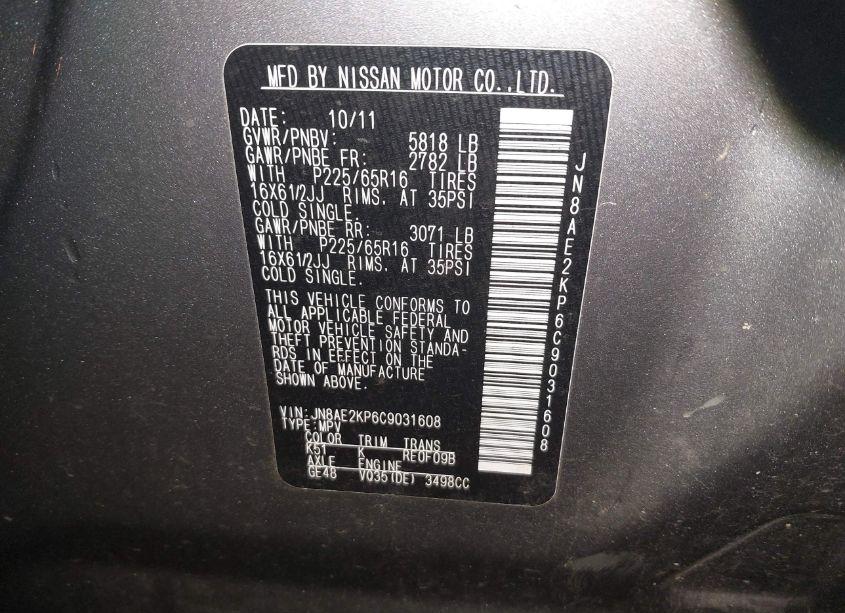 MFD BY NISSAN MOTOR CO.,LTD.
DATE: 10/11
GVWR/PNBV: 5818 LB
GAWR/PNBE FR: 2782 LB
WITH P225/65R16 TIRES
16X61/2JJ RIMS. AT 35PSI
COLD SINGLE.
GAWR/PNBE RR: 3071 LB
WITH P225/65R16 TIRES
16X61/2JJ RIMS. AT 35PSI
COLD SINGLE.
THIS VEHICLE CONFORMS TO
ALL APPLICABLE FEDERAL
MOTOR VEHICLE SAFETY AND
THEFT PREVENTION STANDA-
RDS IN EFFECT ON THE
DATE OF MANUFACTURE
SHOWN ABOVE.
VIN:JN8AE2KP6C9031608
TYPE:MPV
COLOR TRIM TRANS
K51 K RE0F09B
AXLE ENGINE
GE48 VQ35(DE) 3498CC
JN8AE2KP6C9031608